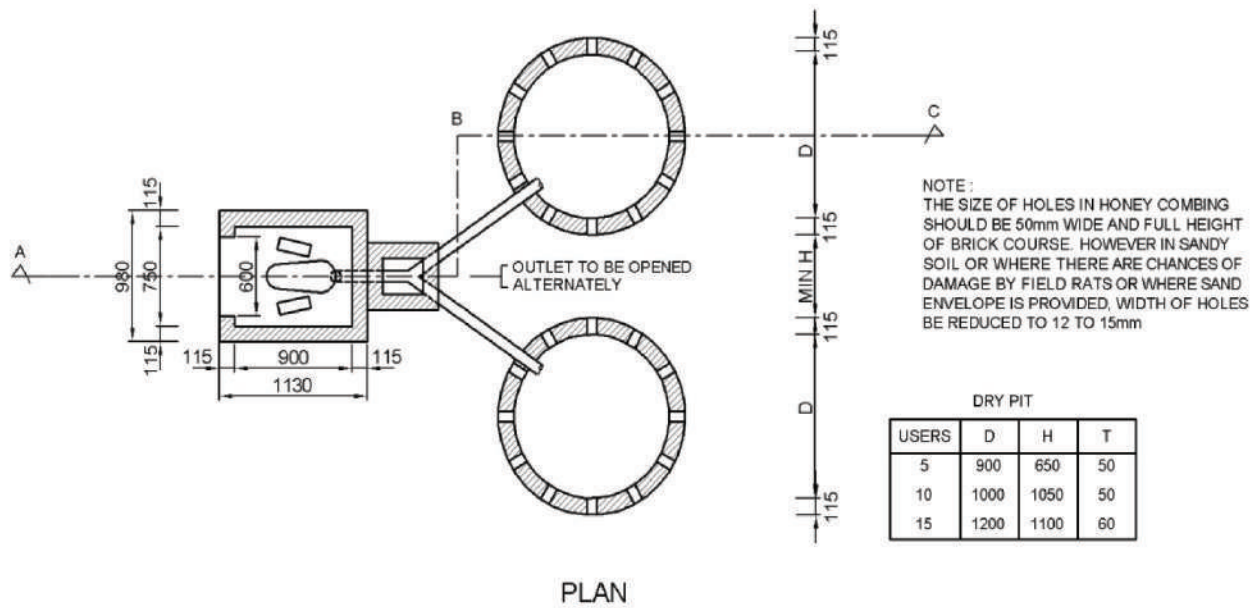 A
B
C
115
D
115
MIN H
115
D
115
115
980
750
600
115
115
900
115
1130
OUTLET TO BE OPENED
ALTERNATELY
NOTE :
THE SIZE OF HOLES IN HONEY COMBING
SHOULD BE 50mm WIDE AND FULL HEIGHT
OF BRICK COURSE. HOWEVER IN SANDY
SOIL OR WHERE THERE ARE CHANCES OF
DAMAGE BY FIELD RATS OR WHERE SAND
ENVELOPE IS PROVIDED, WIDTH OF HOLES
BE REDUCED TO 12 TO 15mm
DRY PIT
USERS D H T
5 900 650 50
10 1000 1050 50
15 1200 1100 60
PLAN